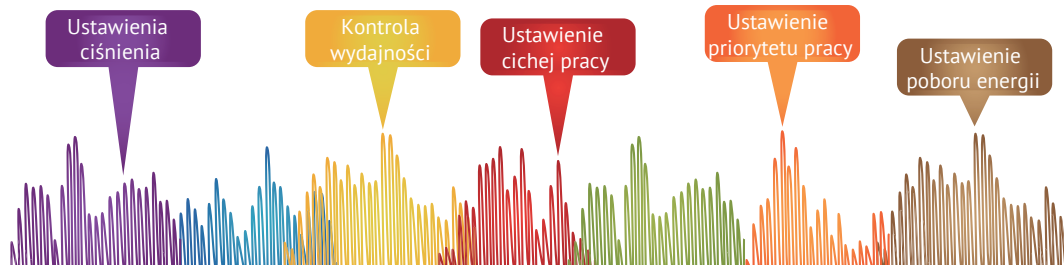 Ustawienia
ciśnienia
Kontrola
wydajności
Ustawienie
cichej pracy
Ustawienie
priorytetu pracy
Ustawienie
poboru energii